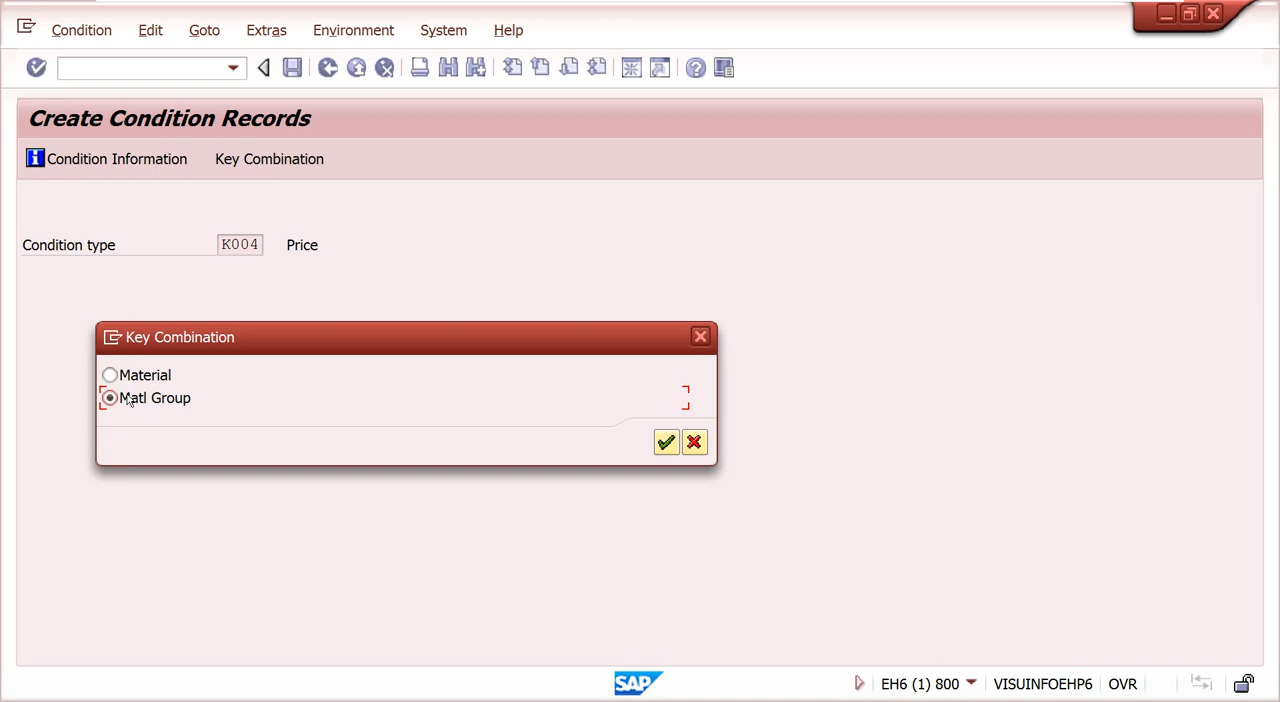 Condition Edit Goto Extras Environment System Help
Create Condition Records
Condition Information Key Combination
Condition type K004 Price
Key Combination
Material
Matl Group
SAP EH6 (1) 800 VISUINFOEHP6 OVR